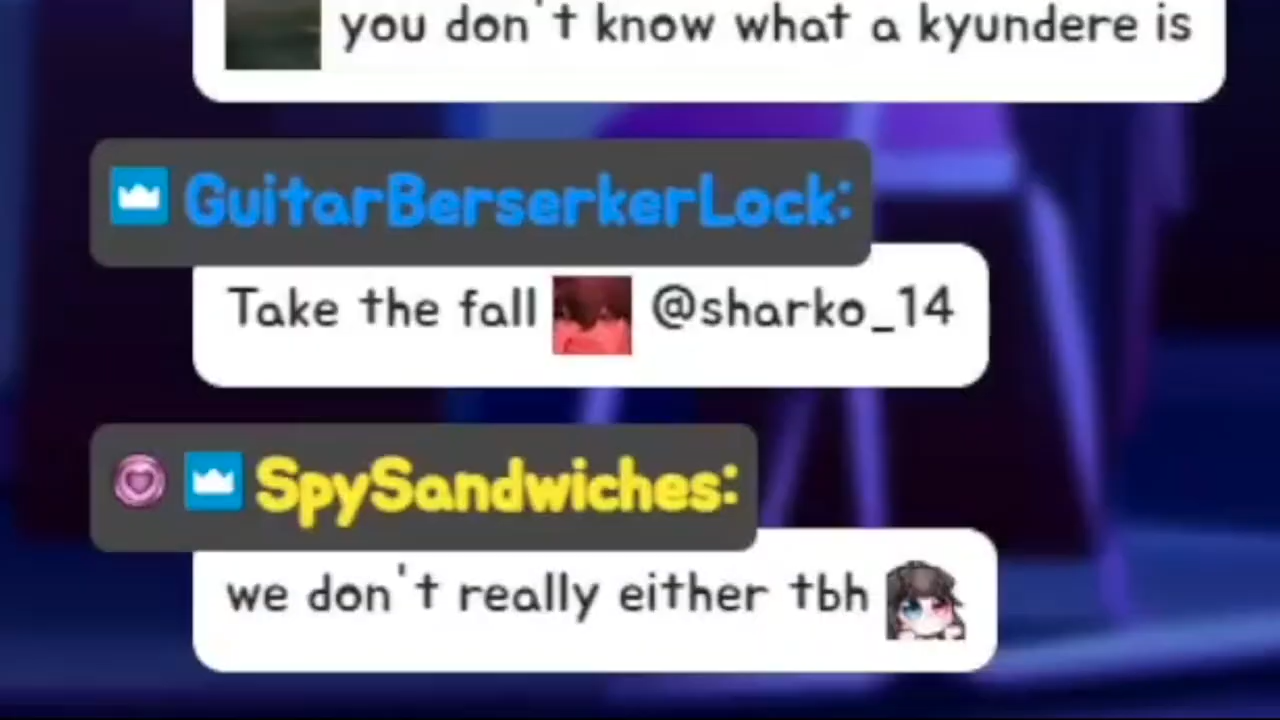 you don't know what a kyundere is
GuitarBerserkerLock:
Take the fall @sharko_14
SpySandwiches:
we don't really either tbh